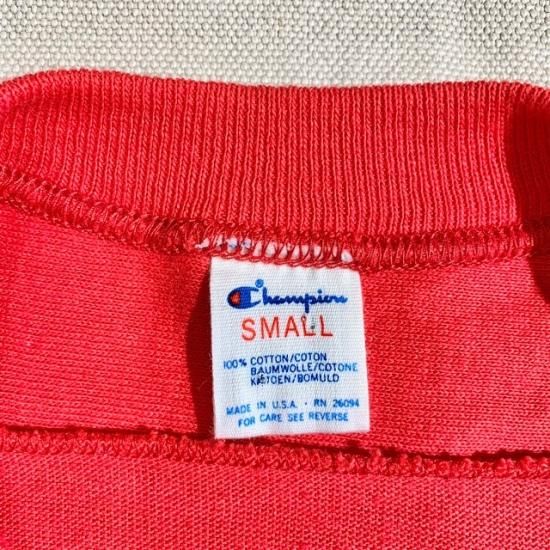 Champion
SMALL
100% COTTON/COTON
BAUMWOLLE/COTONE
KATOEN/BOMULD
MADE IN U.S.A. · RN 26094
FOR CARE SEE REVERSE